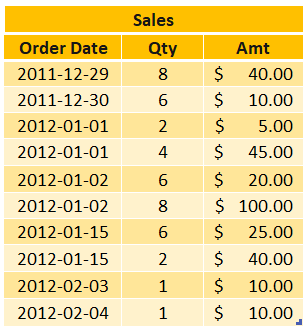 Sales
Order Date Qty Amt
2011-12-29 8 $ 40.00
2011-12-30 6 $ 10.00
2012-01-01 2 $ 5.00
2012-01-01 4 $ 45.00
2012-01-02 6 $ 20.00
2012-01-02 8 $ 100.00
2012-01-15 6 $ 25.00
2012-01-15 2 $ 40.00
2012-02-03 1 $ 10.00
2012-02-04 1 $ 10.00